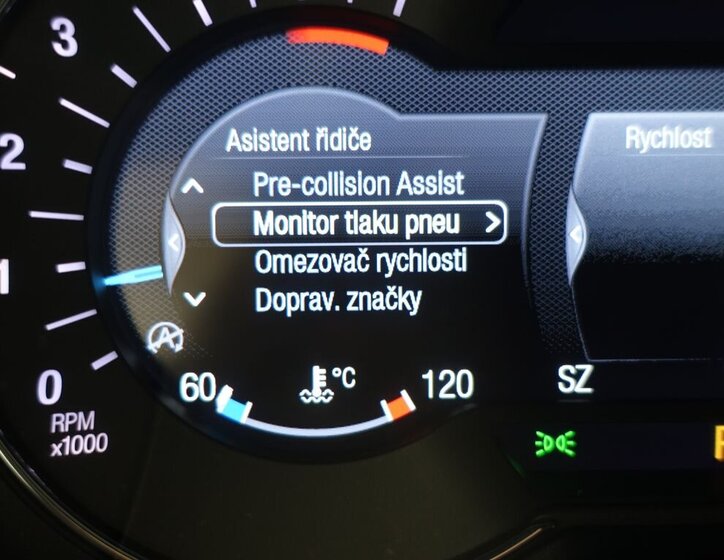 3
2
1
0
RPM
x1000
Asistent řidiče
Pre-collision Assist
Monitor tlaku pneu
Omezovač rychlosti
Doprav. značky
A
60
°C
120
Rychlost
SZ